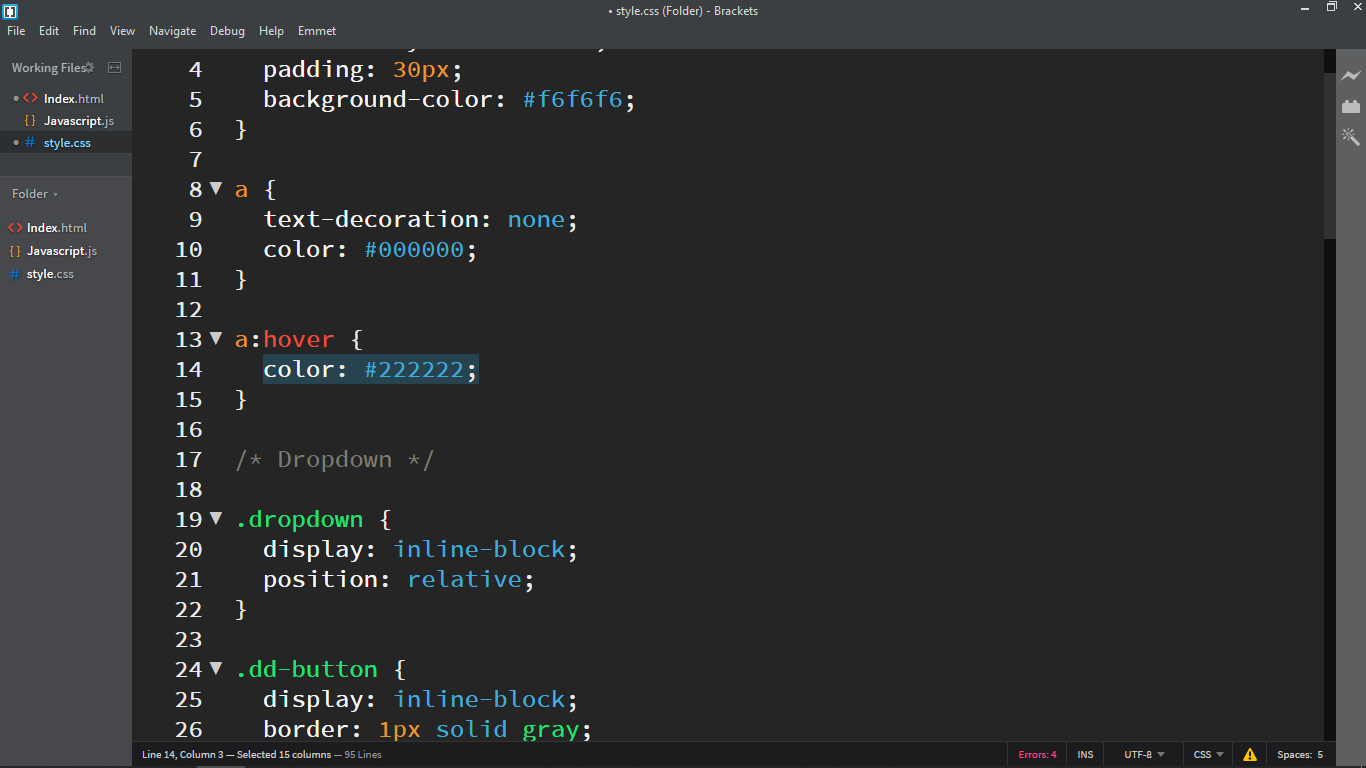 • style.css (Folder) - Brackets
File Edit Find View Navigate Debug Help Emmet
Working Files
Index.html
Javascript.js
style.css
Folder
Index.html
Javascript.js
style.css
4 padding: 30px;
5 background-color: #f6f6f6;
6 }
7
8 a {
9 text-decoration: none;
10 color: #000000;
11 }
12
13 a:hover {
14 color: #222222;
15 }
16
17 /* Dropdown */
18
19 .dropdown {
20 display: inline-block;
21 position: relative;
22 }
23
24 .dd-button {
25 display: inline-block;
26 border: 1px solid gray;
Line 14, Column 3 — Selected 15 columns — 95 Lines Errors: 4 INS UTF-8 CSS Spaces: 5